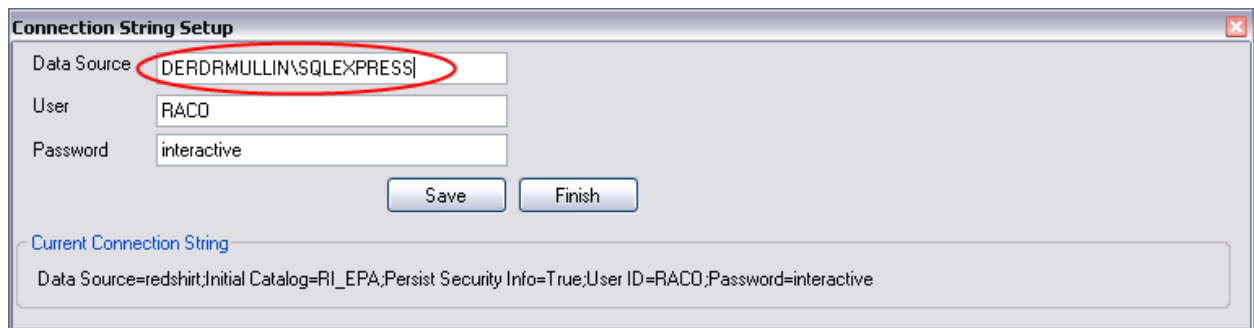 Connection String Setup
Data Source DERDRMULLIN\SQLEXPRESS
User RACO
Password interactive
Save Finish
Current Connection String
Data Source=redshirt;Initial Catalog=RI_EPA;Persist Security Info=True;User ID=RACO;Password=interactive